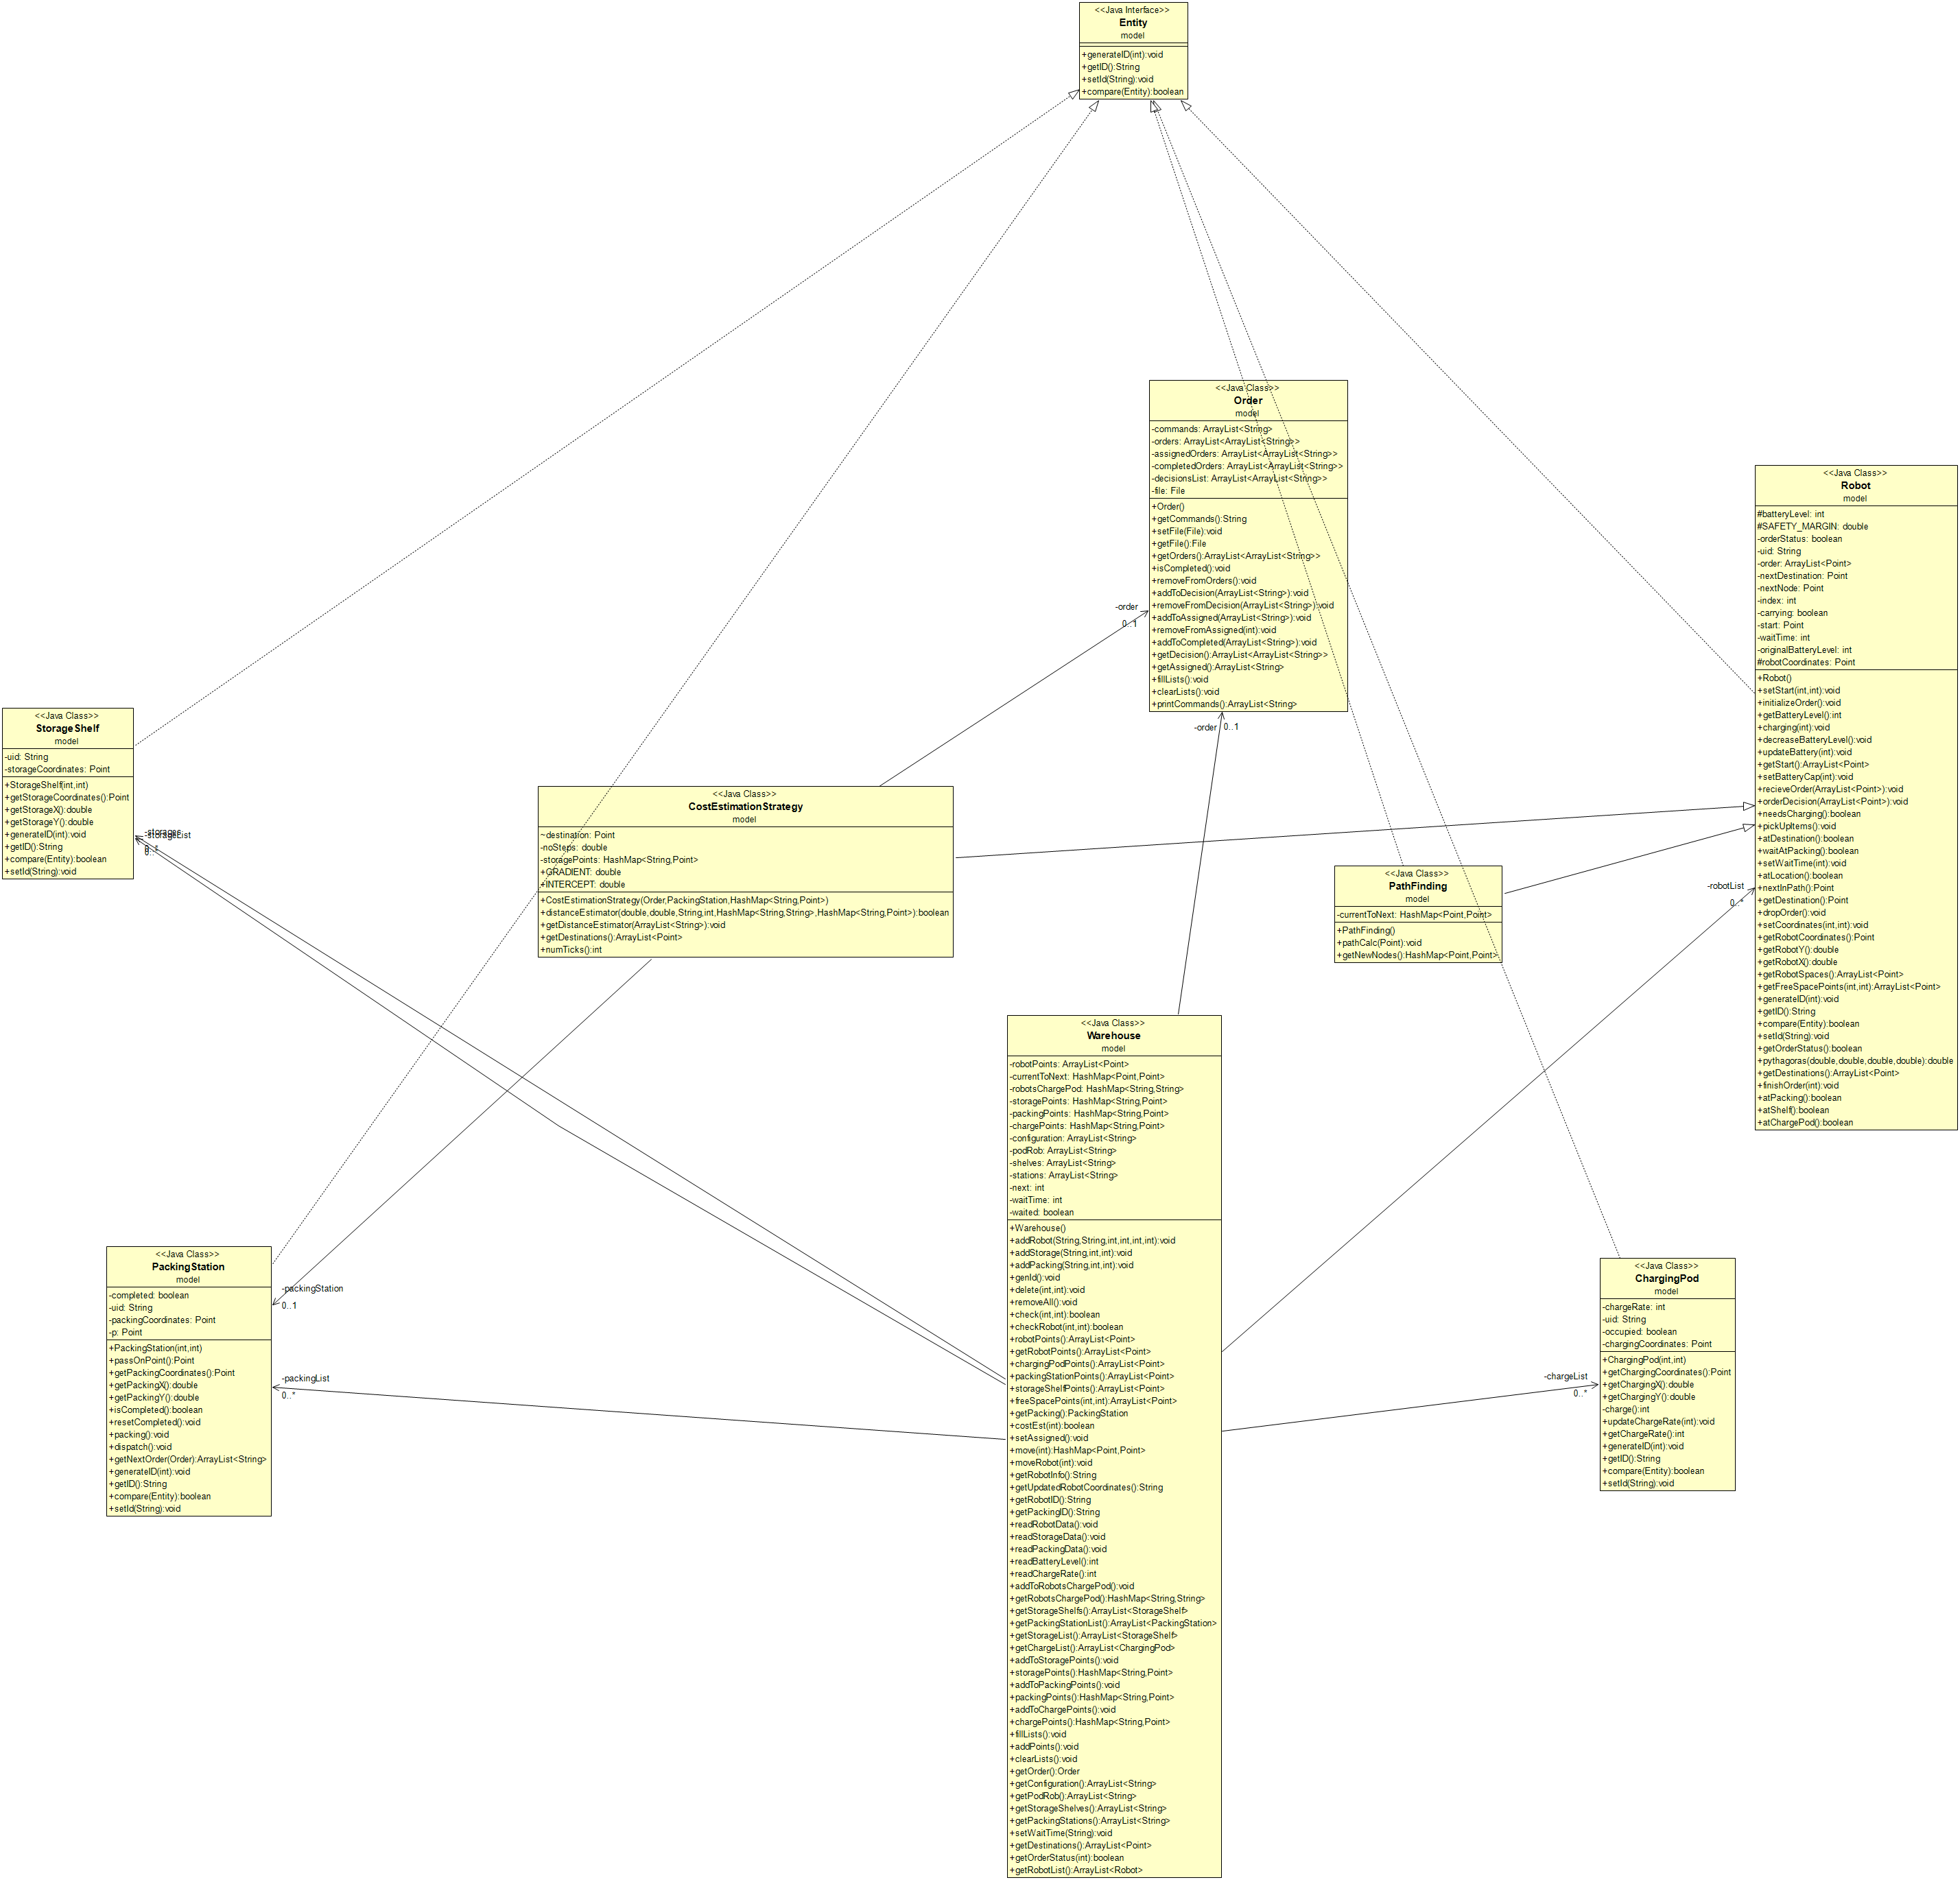 <<Java Interface>>
Entity
model
+generateID(int):void
+getID():String
+setId(String):void
+compare(Entity):boolean
<<Java Class>>
Order
model
-commands: ArrayList<String>
-orders: ArrayList<ArrayList<String>>
-assignedOrders: ArrayList<ArrayList<String>>
-completedOrders: ArrayList<ArrayList<String>>
-decisionsList: ArrayList<ArrayList<String>>
-file: File
+Order()
+getCommands():String
+setFile(File):void
+getFile():File
+getOrders():ArrayList<ArrayList<String>>
+isCompleted():void
+removeFromOrders():void
+addToDecision(ArrayList<String>):void
+removeFromDecision(ArrayList<String>):void
+addToAssigned(ArrayList<String>):void
+removeFromAssigned(int):void
+addToCompleted(ArrayList<String>):void
+getDecision():ArrayList<ArrayList<String>>
+getAssigned():ArrayList<String>
+fillLists():void
+clearLists():void
+printCommands():ArrayList<String>
<<Java Class>>
Robot
model
#batteryLevel: int
#SAFETY_MARGIN: double
-orderStatus: boolean
-uid: String
-order: ArrayList<Point>
-nextDestination: Point
-nextNode: Point
-index: int
-carrying: boolean
-start: Point
-waitTime: int
-originalBatteryLevel: int
#robotCoordinates: Point
+Robot()
+setStart(int,int):void
+initializeOrder():void
+getBatteryLevel():int
+charging(int):void
+decreaseBatteryLevel():void
+updateBattery(int):void
+getStart():ArrayList<Point>
+setBatteryCap(int):void
+recieveOrder(ArrayList<Point>):void
+orderDecision(ArrayList<Point>):void
+needsCharging():boolean
+pickUpItems():void
+atDestination():boolean
+waitAtPacking():boolean
+setWaitTime(int):void
+atLocation():boolean
+nextInPath():Point
+getDestination():Point
+dropOrder():void
+setCoordinates(int,int):void
+getRobotCoordinates():Point
+getRobotY():double
+getRobotX():double
+getRobotSpaces():ArrayList<Point>
+getFreeSpacePoints(int,int):ArrayList<Point>
+generateID(int):void
+getID():String
+compare(Entity):boolean
+setId(String):void
+getOrderStatus():boolean
+pythagoras(double,double,double,double):double
+getDestinations():ArrayList<Point>
+finishOrder(int):void
+atPacking():boolean
+atShelf():boolean
+atChargePod():boolean
-order
0..1
-order 0..1
<<Java Class>>
StorageShelf
model
-uid: String
-storageCoordinates: Point
+StorageShelf(int,int)
+getStorageCoordinates():Point
+getStorageX():double
+getStorageY():double
+generateID(int):void
+getID():String
+compare(Entity):boolean
+setId(String):void
-storages
-storageList
0..*
0..*
<<Java Class>>
CostEstimationStrategy
model
~destination: Point
-noSteps: double
-storagePoints: HashMap<String,Point>
+GRADIENT: double
+INTERCEPT: double
+CostEstimationStrategy(Order,PackingStation,HashMap<String,Point>)
+distanceEstimator(double,double,String,int,HashMap<String,String>,HashMap<String,Point>):boolean
+getDistanceEstimator(ArrayList<String>):void
+getDestinations():ArrayList<Point>
+numTicks():int
<<Java Class>>
PathFinding
model
-currentToNext: HashMap<Point,Point>
+PathFinding()
+pathCalc(Point):void
+getNewNodes():HashMap<Point,Point>
-robotList
0..*
<<Java Class>>
Warehouse
model
-robotPoints: ArrayList<Point>
-currentToNext: HashMap<Point,Point>
-robotsChargePod: HashMap<String,String>
-storagePoints: HashMap<String,Point>
-packingPoints: HashMap<String,Point>
-chargePoints: HashMap<String,Point>
-configuration: ArrayList<String>
-podRob: ArrayList<String>
-shelves: ArrayList<String>
-stations: ArrayList<String>
-next: int
-waitTime: int
-waited: boolean
+Warehouse()
+addRobot(String,String,int,int,int,int):void
+addStorage(String,int,int):void
+addPacking(String,int,int):void
+genId():void
+delete(int,int):void
+removeAll():void
+check(int,int):boolean
+checkRobot(int,int):boolean
+robotPoints():ArrayList<Point>
+getRobotPoints():ArrayList<Point>
+chargingPodPoints():ArrayList<Point>
+packingStationPoints():ArrayList<Point>
+storageShelfPoints():ArrayList<Point>
+freeSpacePoints(int,int):ArrayList<Point>
+getPacking():PackingStation
+costEst(int):boolean
+setAssigned():void
+move(int):HashMap<Point,Point>
+moveRobot(int):void
+getRobotInfo():String
+getUpdatedRobotCoordinates():String
+getRobotID():String
+getPackingID():String
+readRobotData():void
+readStorageData():void
+readPackingData():void
+readBatteryLevel():int
+readChargeRate():int
+addToRobotsChargePod():void
+getRobotsChargePod():HashMap<String,String>
+getStorageShelfs():ArrayList<StorageShelf>
+getPackingStationList():ArrayList<PackingStation>
+getStorageList():ArrayList<StorageShelf>
+getChargeList():ArrayList<ChargingPod>
+addToStoragePoints():void
+storagePoints():HashMap<String,Point>
+addToPackingPoints():void
+packingPoints():HashMap<String,Point>
+addToChargePoints():void
+chargePoints():HashMap<String,Point>
+fillLists():void
+addPoints():void
+clearLists():void
+getOrder():Order
+getConfiguration():ArrayList<String>
+getPodRob():ArrayList<String>
+getStorageShelves():ArrayList<String>
+getPackingStations():ArrayList<String>
+setWaitTime(String):void
+getDestinations():ArrayList<Point>
+getOrderStatus(int):boolean
+getRobotList():ArrayList<Robot>
<<Java Class>>
PackingStation
model
-completed: boolean
-uid: String
-packingCoordinates: Point
-p: Point
+PackingStation(int,int)
+passOnPoint():Point
+getPackingCoordinates():Point
+getPackingX():double
+getPackingY():double
+isCompleted():boolean
+resetCompleted():void
+packing():void
+dispatch():void
+getNextOrder(Order):ArrayList<String>
+generateID(int):void
+getID():String
+compare(Entity):boolean
+setId(String):void
-packingStation
0..1
-packingList
0..*
-chargeList
0..*
<<Java Class>>
ChargingPod
model
-chargeRate: int
-uid: String
-occupied: boolean
-chargingCoordinates: Point
+ChargingPod(int,int)
+getChargingCoordinates():Point
+getChargingX():double
+getChargingY():double
-charge():int
+updateChargeRate(int):void
+getChargeRate():int
+generateID(int):void
+getID():String
+compare(Entity):boolean
+setId(String):void